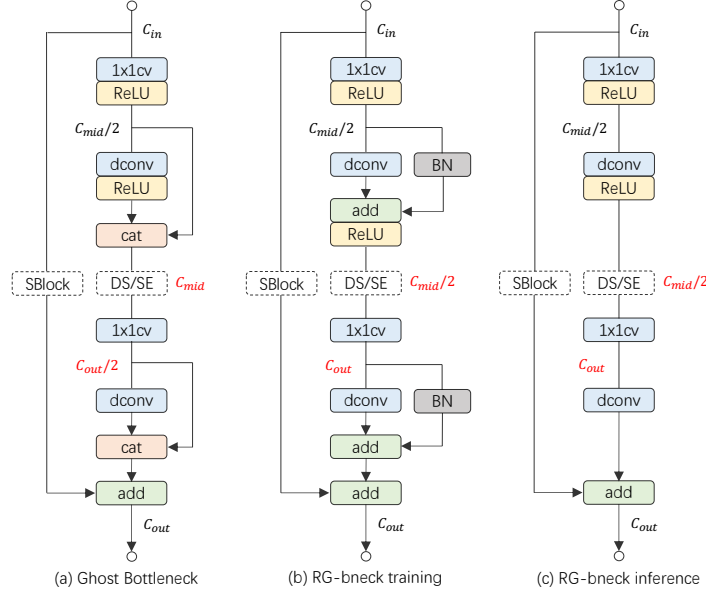 C_in
1x1cv
ReLU
C_mid/2
dconv
ReLU
cat
SBlock
DS/SE
C_mid
1x1cv
C_out/2
dconv
cat
add
C_out
(a) Ghost Bottleneck
C_in
1x1cv
ReLU
C_mid/2
dconv
BN
add
ReLU
SBlock
DS/SE
C_mid/2
1x1cv
C_out
dconv
BN
add
add
C_out
(b) RG-bneck training
C_in
1x1cv
ReLU
C_mid/2
dconv
ReLU
SBlock
DS/SE
C_mid/2
1x1cv
C_out
dconv
add
C_out
(c) RG-bneck inference